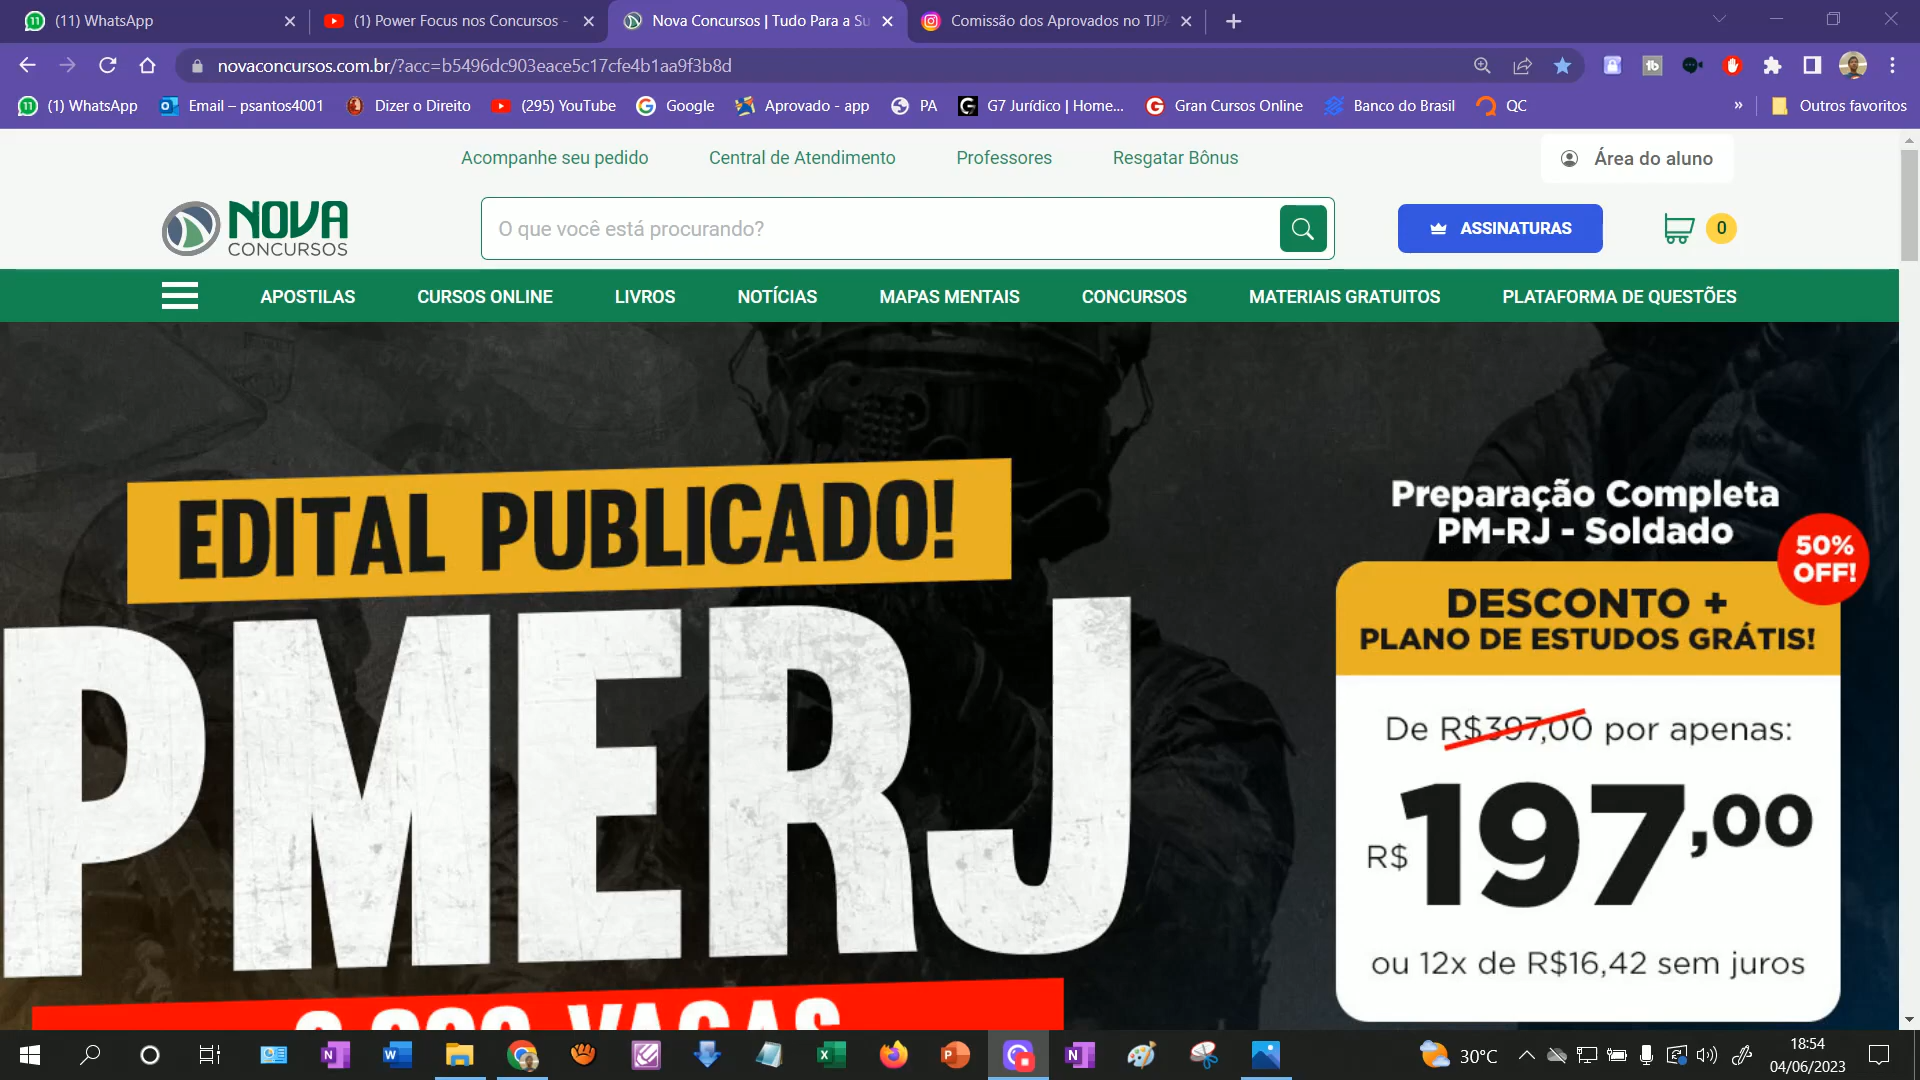 (11) WhatsApp
(1) Power Focus nos Concursos -
Nova Concursos | Tudo Para a Su
Comissão dos Aprovados no TJPA
novaconcursos.com.br/?acc=b5496dc903eace5c17cfe4b1aa9f3b8d
(1) WhatsApp
Email – psantos4001
Dizer o Direito
(295) YouTube
Google
Aprovado - app
PA
G7 Jurídico | Home...
Gran Cursos Online
Banco do Brasil
QC
»
Outros favoritos
Acompanhe seu pedido
Central de Atendimento
Professores
Resgatar Bônus
Área do aluno
NOVA
CONCURSOS
O que você está procurando?
ASSINATURAS
0
APOSTILAS
CURSOS ONLINE
LIVROS
NOTÍCIAS
MAPAS MENTAIS
CONCURSOS
MATERIAIS GRATUITOS
PLATAFORMA DE QUESTÕES
EDITAL PUBLICADO!
PMERJ
VAGAS
Preparação Completa
PM-RJ - Soldado
50%
OFF!
DESCONTO +
PLANO DE ESTUDOS GRÁTIS!
De R$397,00 por apenas:
R$197,00
ou 12x de R$16,42 sem juros
30°C
18:54
04/06/2023